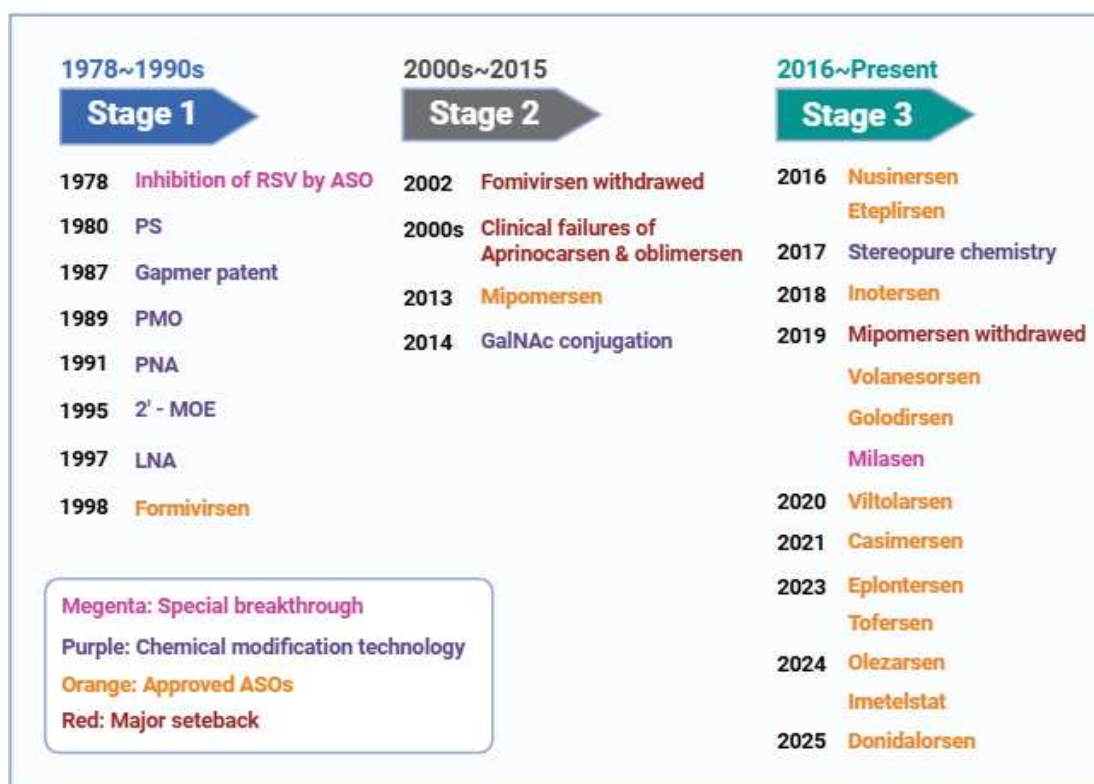 1978~1990s
Stage 1
1978 Inhibition of RSV by ASO
1980 PS
1987 Gapmer patent
1989 PMO
1991 PNA
1995 2' - MOE
1997 LNA
1998 Formivirsen
2000s~2015
Stage 2
2002 Fomivirsen withdrawed
2000s Clinical failures of
Aprinocarsen & oblimersen
2013 Mipomersen
2014 GalNAc conjugation
2016~Present
Stage 3
2016 Nusinersen
Eteplirsen
2017 Stereopure chemistry
2018 Inotersen
2019 Mipomersen withdrawed
Volanesorsen
Golodirsen
Milasen
2020 Viltolarsen
2021 Casimersen
2023 Eplontersen
Tofersen
2024 Olezarsen
Imetelstat
2025 Donidalorsen
Megenta: Special breakthrough
Purple: Chemical modification technology
Orange: Approved ASOs
Red: Major seteback